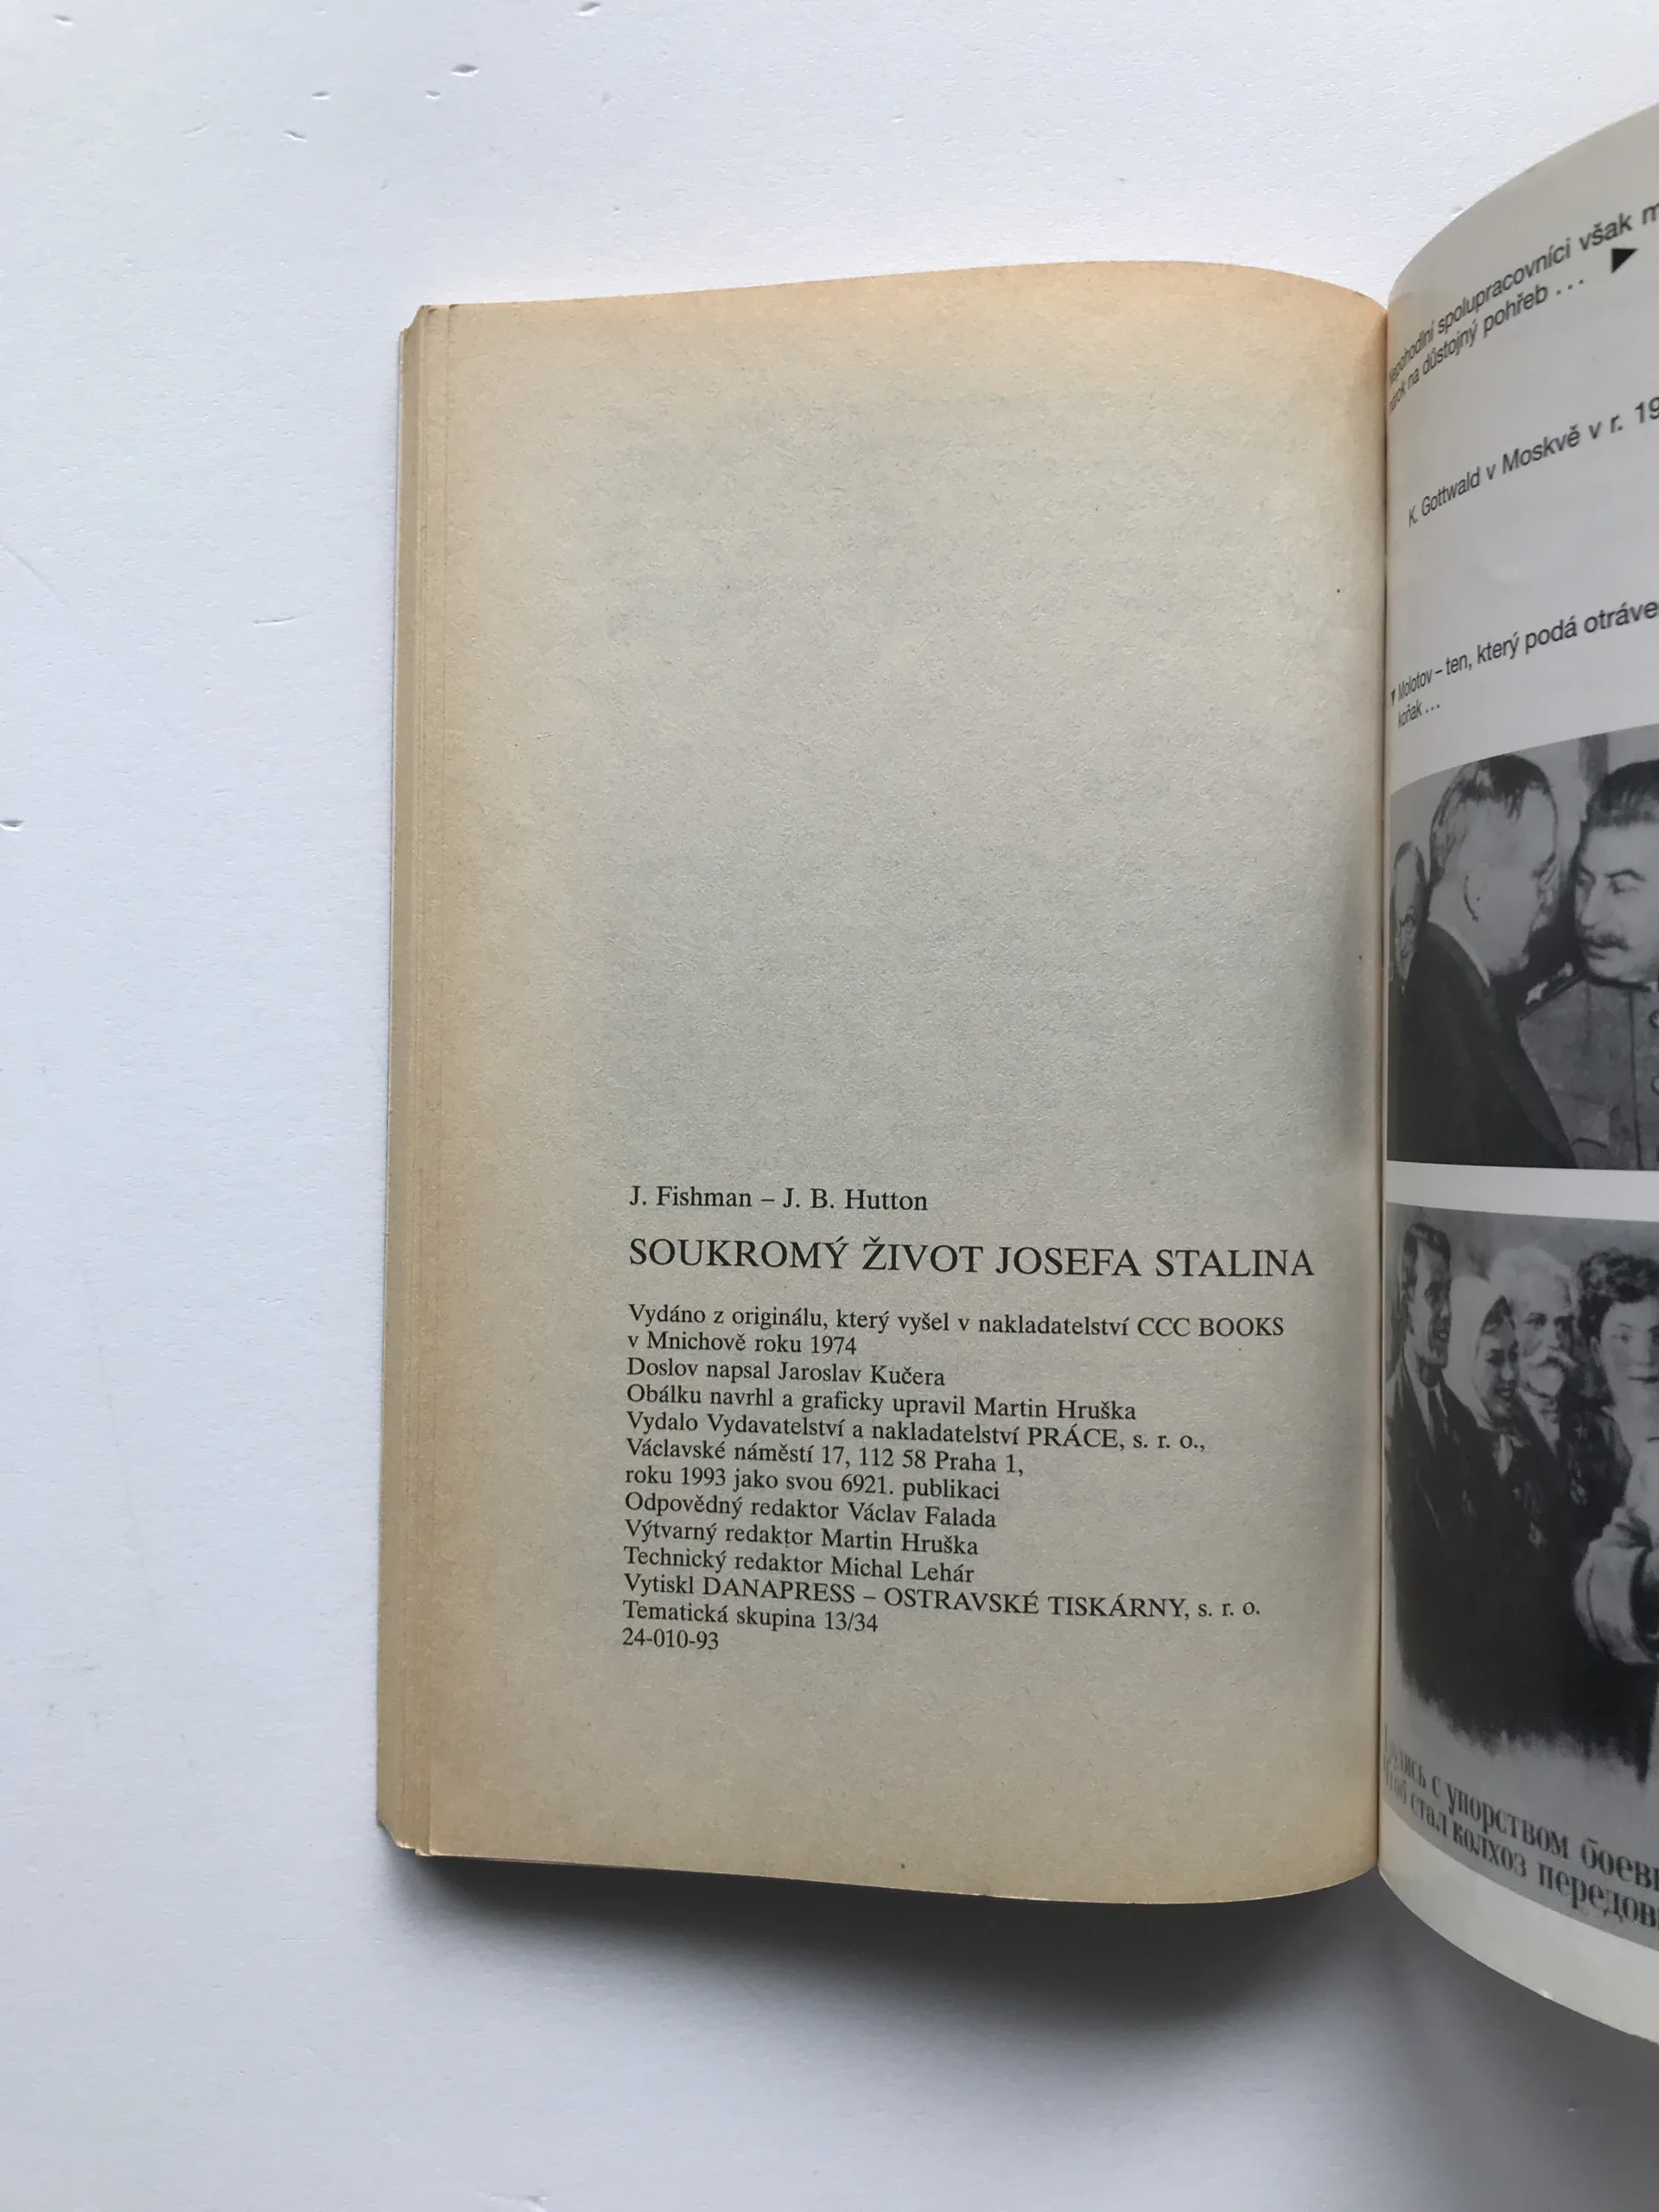 J. Fishman – J. B. Hutton
SOUKROMÝ ŽIVOT JOSEFA STALINA
Vydáno z originálu, který vyšel v nakladatelství CCC BOOKS
v Mnichově roku 1974
Doslov napsal Jaroslav Kučera
Obálku navrhl a graficky upravil Martin Hruška
Vydalo Vydavatelství a nakladatelství PRÁCE, s. r. o.,
Václavské náměstí 17, 112 58 Praha 1,
roku 1993 jako svou 6921. publikaci
Odpovědný redaktor Václav Falada
Výtvarný redaktor Martin Hruška
Technický redaktor Michal Lehár
Vytiskl DANAPRESS – OSTRAVSKÉ TISKÁRNY, s. r. o.
Tematická skupina 13/34
24-010-93
spolupracovníci však
na důstojný pohřeb . . .
K. Gottwald v Moskvě v r. 19
Molotov – ten, který podá
koňak . . .
с упорством
стал колхоз